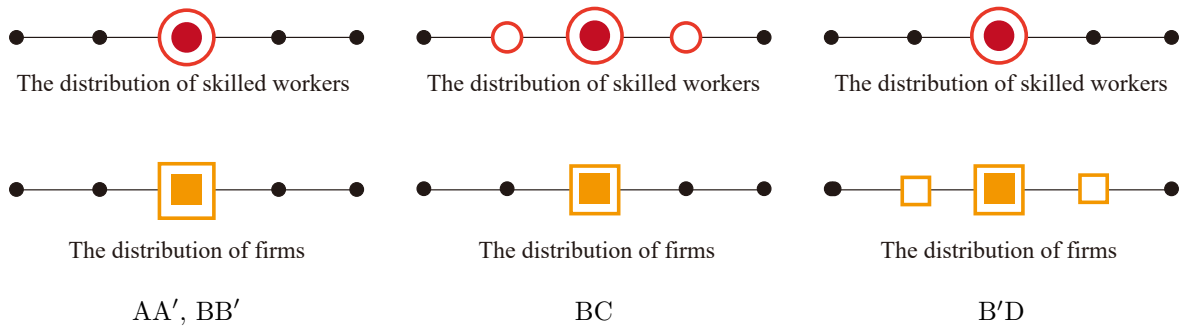 The distribution of skilled workers
The distribution of skilled workers
The distribution of skilled workers
The distribution of firms
The distribution of firms
The distribution of firms
AA′, BB′
BC
B′D